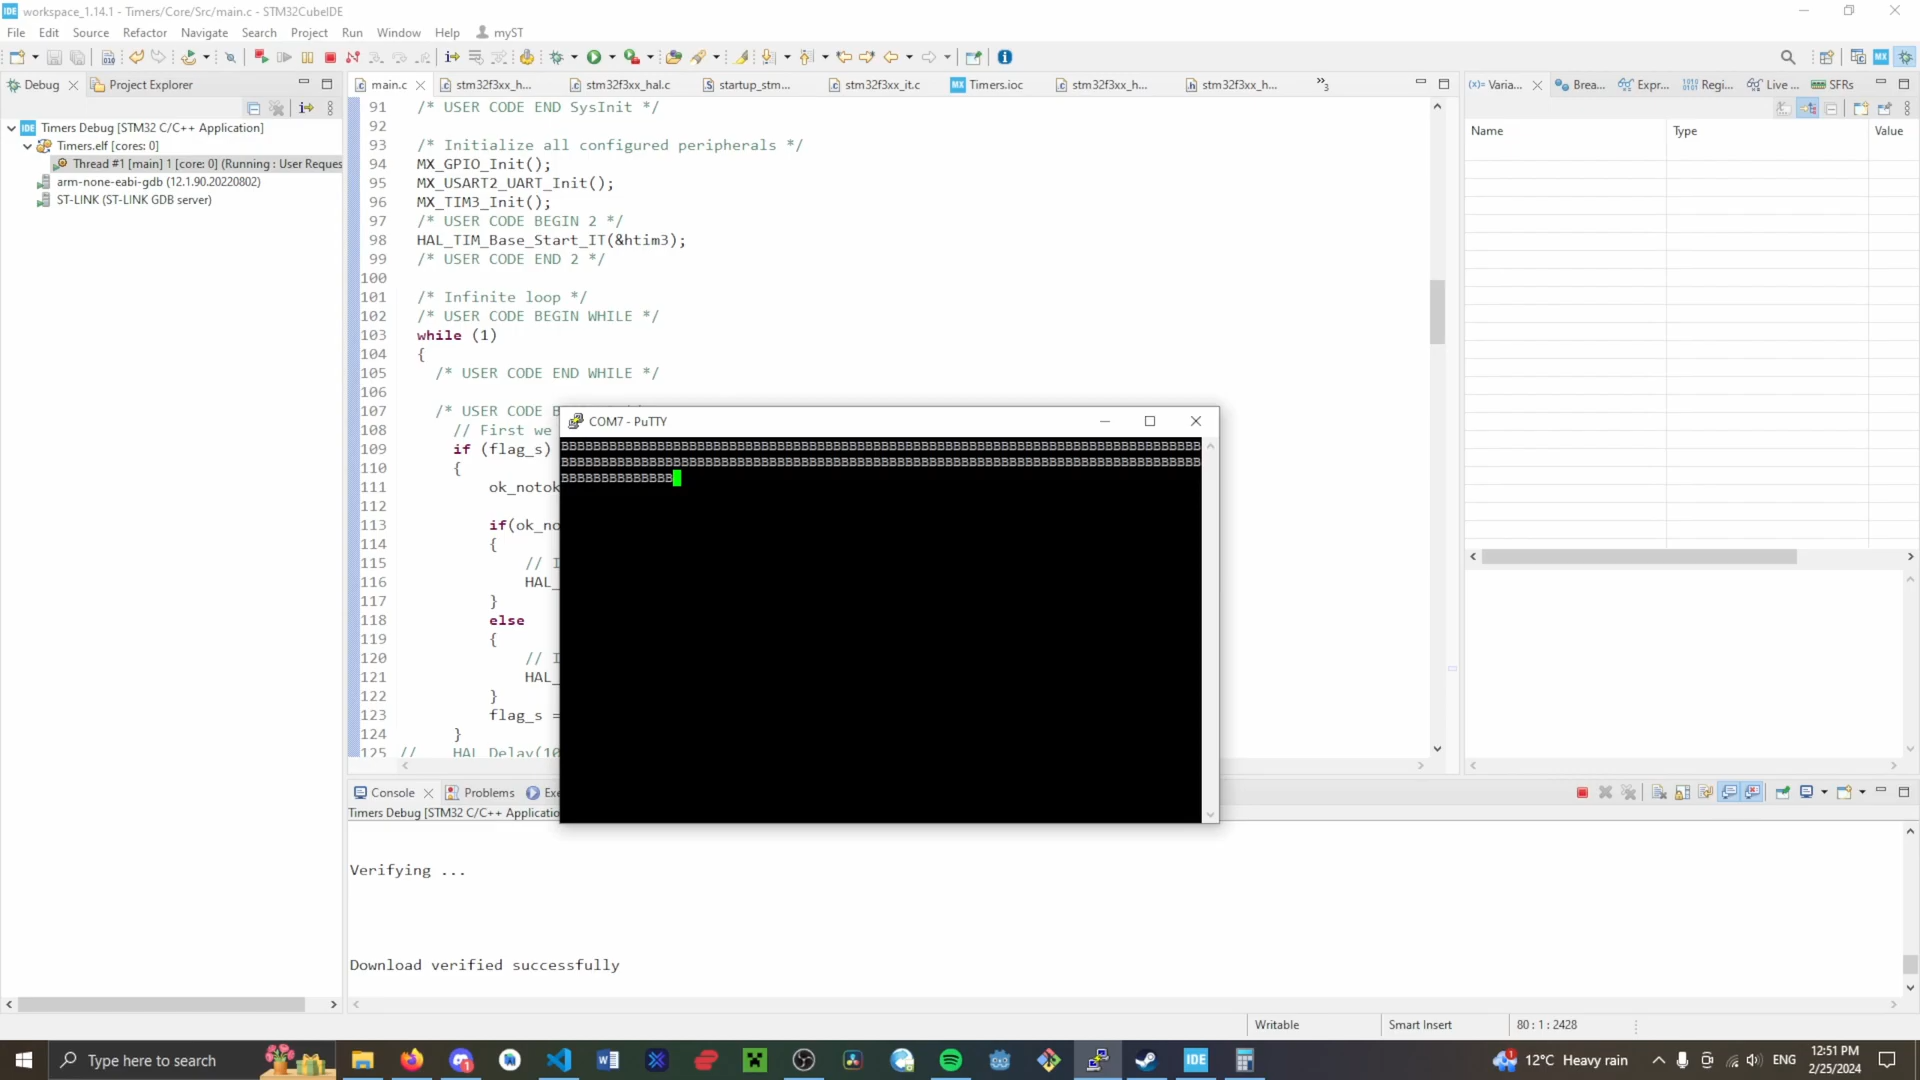 IDE workspace_1.14.1 - Timers/Core/Src/main.c - STM32CubeIDE
File Edit Source Refactor Navigate Search Project Run Window Help myST
Debug Project Explorer
main.c stm32f3xx_h... stm32f3xx_hal.c startup_stm... stm32f3xx_it.c MX Timers.ioc stm32f3xx_h... stm32f3xx_h... 3
(x)= Varia... Brea... Expr... Regi... Live ... SFRs
Name Type Value
Timers Debug [STM32 C/C++ Application]
Timers.elf [cores: 0]
Thread #1 [main] 1 [core: 0] (Running : User Reques
arm-none-eabi-gdb (12.1.90.20220802)
ST-LINK (ST-LINK GDB server)
91 /* USER CODE END SysInit */
92
93 /* Initialize all configured peripherals */
94 MX_GPIO_Init();
95 MX_USART2_UART_Init();
96 MX_TIM3_Init();
97 /* USER CODE BEGIN 2 */
98 HAL_TIM_Base_Start_IT(&htim3);
99 /* USER CODE END 2 */
100
101 /* Infinite loop */
102 /* USER CODE BEGIN WHILE */
103 while (1)
104 {
105 /* USER CODE END WHILE */
106
107 /* USER CODE B
108 // First we
109 if (flag_s)
110 {
111 ok_notok
112
113 if(ok_no
114 {
115 // I
116 HAL_
117 }
118 else
119 {
120 // I
121 HAL_
122 }
123 flag_s =
124 }
125 // HAL_Delay(10
COM7 - PuTTY
BBBBBBBBBBBBBBBBBBBBBBBBBBBBBBBBBBBBBBBBBBBBBBBBBBBBBBBBBBBBBBBBBBBBBBBBBBBBBBBB
BBBBBBBBBBBBBBBBBBBBBBBBBBBBBBBBBBBBBBBBBBBBBBBBBBBBBBBBBBBBBBBBBBBBBBBBBBBBBBBB
BBBBBBBBBBBBBB
Console Problems Exe
Timers Debug [STM32 C/C++ Applicatio
Verifying ...
Download verified successfully
Writable Smart Insert 80 : 1 : 2428
Type here to search
IDE
12°C Heavy rain
ENG
12:51 PM
2/25/2024